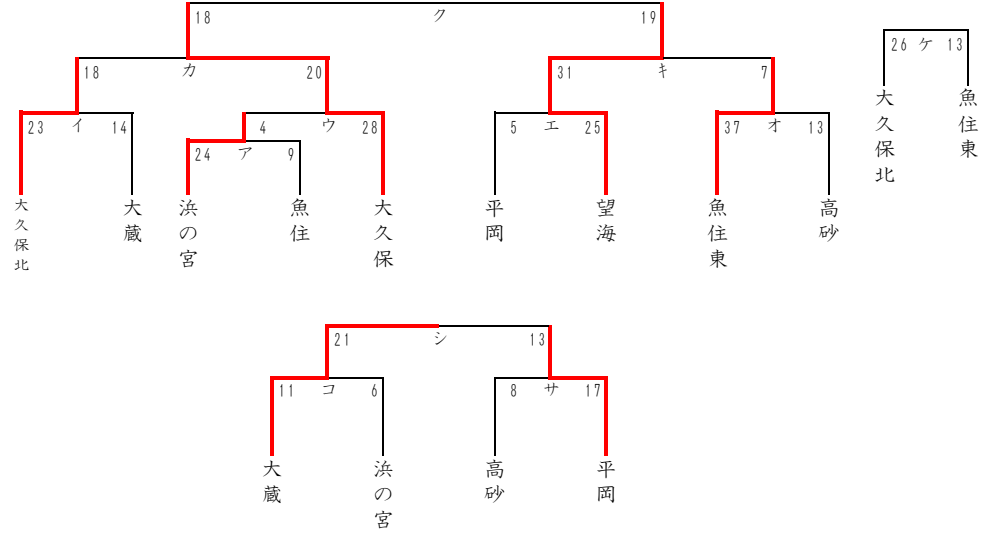 18 ク 19
26 ケ 13
18 カ 20
31 キ 7
23 イ 14
4 ウ 28
5 エ 25
37 オ 13
24 ア 9
大久保北
大蔵
浜の宮
魚住
大久保
平岡
望海
魚住東
高砂
大久保北
魚住東
21 シ 13
11 コ 6
8 サ 17
大蔵
浜の宮
高砂
平岡